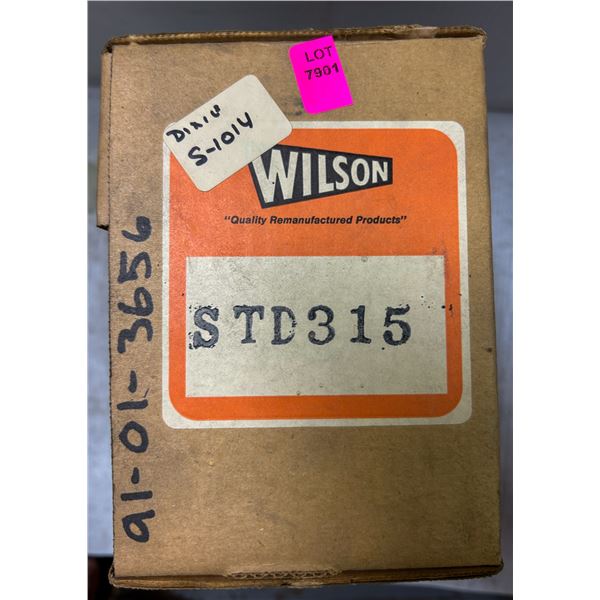 LOT
7901
DIXIE
S-1014
WILSON
"Quality Remanufactured Products"
STD315
91-01-3656